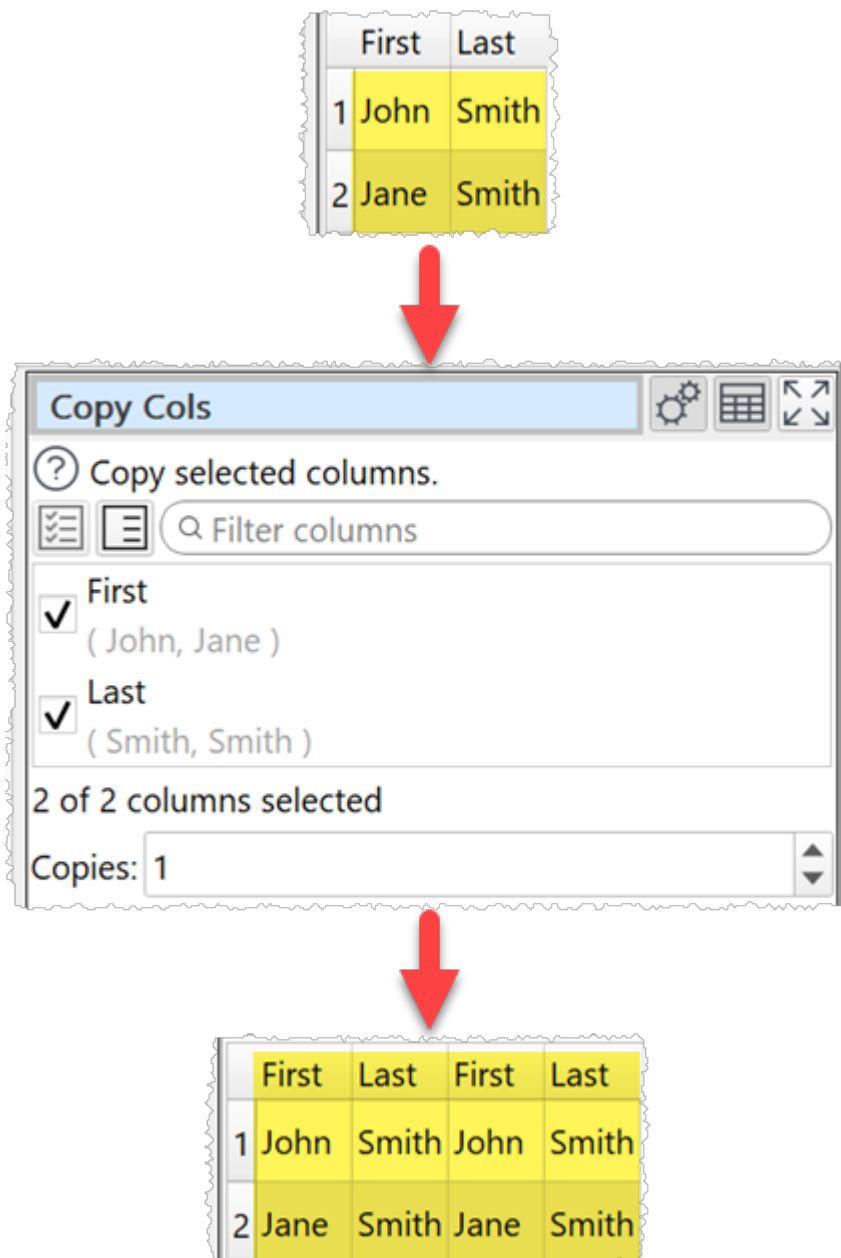 First Last
1 John Smith
2 Jane Smith
Copy Cols
? Copy selected columns.
Filter columns
First
( John, Jane )
Last
( Smith, Smith )
2 of 2 columns selected
Copies: 1
First Last First Last
1 John Smith John Smith
2 Jane Smith Jane Smith